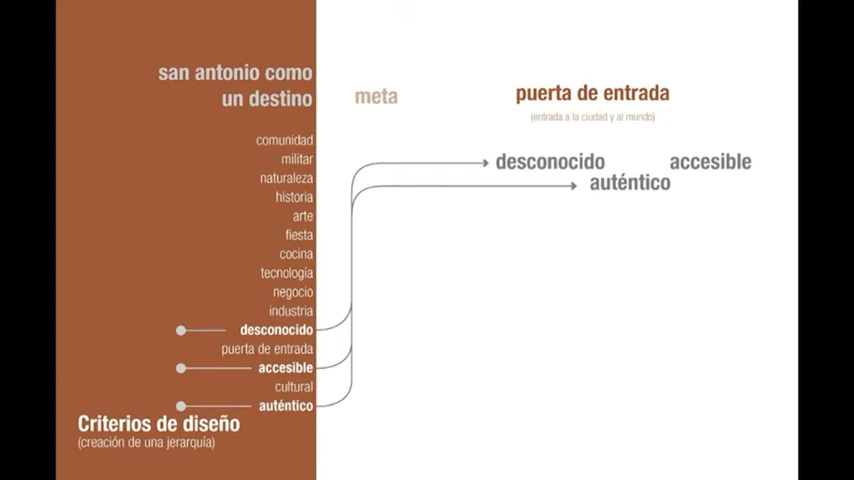 san antonio como
un destino
comunidad
militar
naturaleza
historia
arte
fiesta
cocina
tecnología
negocio
industria
desconocido
puerta de entrada
accesible
cultural
auténtico
Criterios de diseño
(creación de una jerarquía)
meta
puerta de entrada
(entrada a la ciudad y al mundo)
desconocido accesible
auténtico